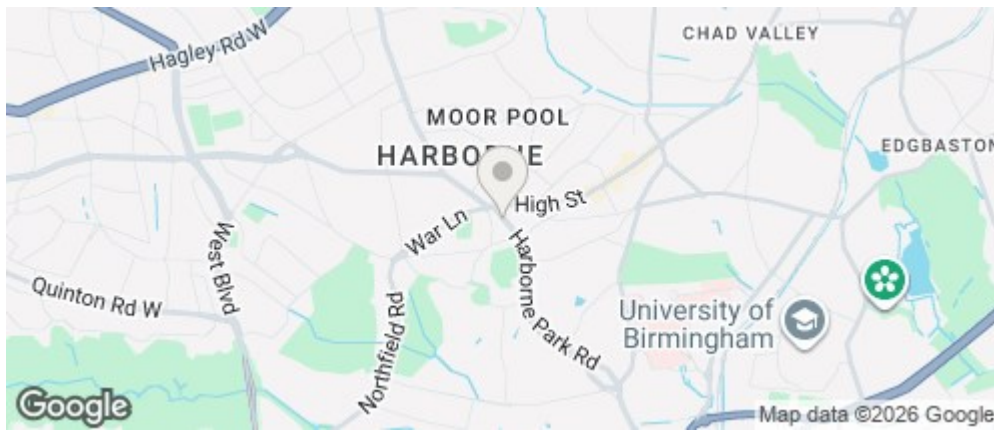 CHAD VALLEY
Hagley Rd W
MOOR POOL
HARBORNE
EDGBASTON
High St
War Ln
West Blvd
Harborne Park Rd
Quinton Rd W
Northfield Rd
University of
Birmingham
Google
Map data ©2026 Google